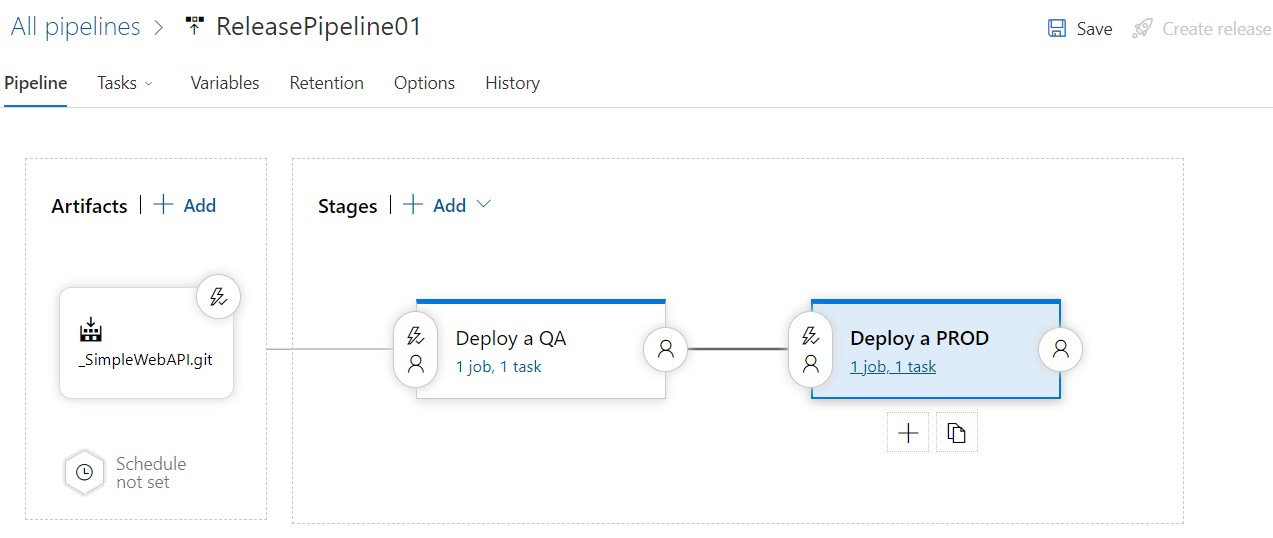 All pipelines > ReleasePipeline01
Save Create release
Pipeline Tasks Variables Retention Options History
Artifacts | + Add
Stages | + Add
_SimpleWebAPI.git
Deploy a QA
1 job, 1 task
Deploy a PROD
1 job, 1 task
Schedule
not set